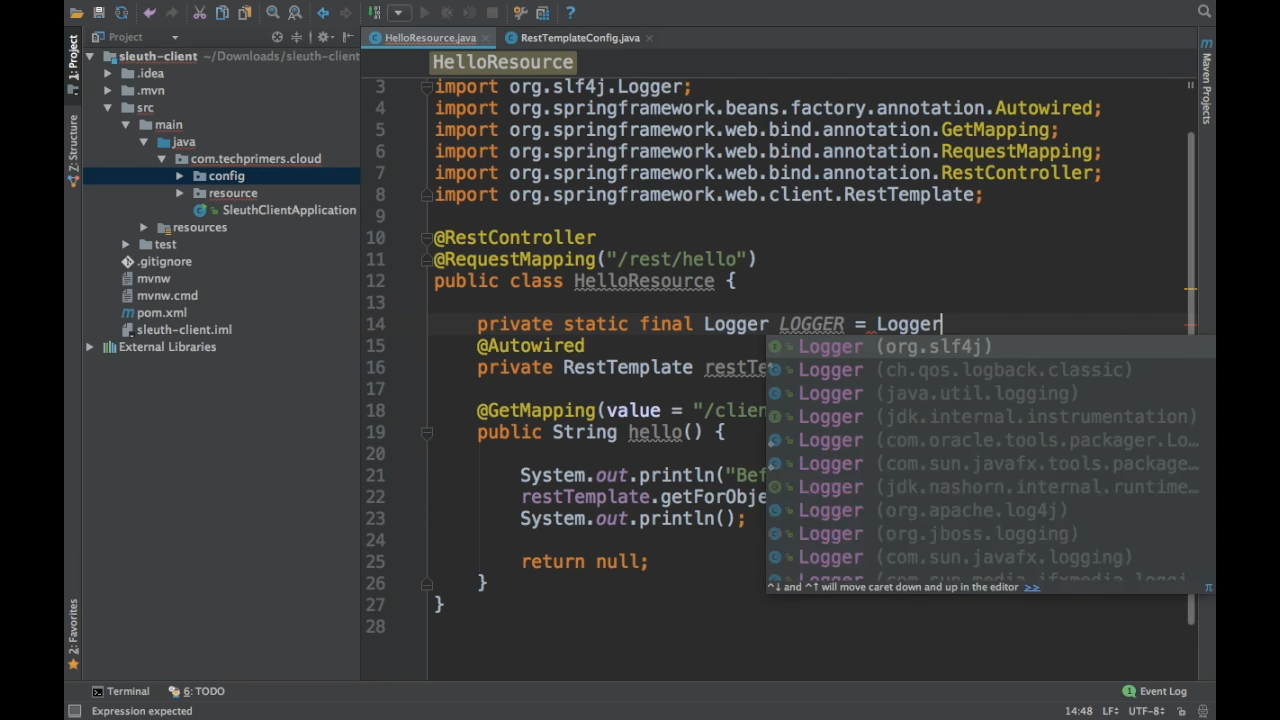 1: Project
Z: Structure
2: Favorites
Project
sleuth-client ~/Downloads/sleuth-client
.idea
.mvn
src
main
java
com.techprimers.cloud
config
resource
SleuthClientApplication
resources
test
.gitignore
mvnw
mvnw.cmd
pom.xml
sleuth-client.iml
External Libraries
HelloResource.java
RestTemplateConfig.java
HelloResource
3 import org.slf4j.Logger;
4 import org.springframework.beans.factory.annotation.Autowired;
5 import org.springframework.web.bind.annotation.GetMapping;
6 import org.springframework.web.bind.annotation.RequestMapping;
7 import org.springframework.web.bind.annotation.RestController;
8 import org.springframework.web.client.RestTemplate;
9
10 @RestController
11 @RequestMapping("/rest/hello")
12 public class HelloResource {
13
14 private static final Logger LOGGER = Logger
15 @Autowired
16 private RestTemplate restTe
17
18 @GetMapping(value = "/clien
19 public String hello() {
20
21 System.out.println("Bef
22 restTemplate.getForObje
23 System.out.println();
24
25 return null;
26 }
27 }
28
Logger (org.slf4j)
Logger (ch.qos.logback.classic)
Logger (java.util.logging)
Logger (jdk.internal.instrumentation)
Logger (com.oracle.tools.packager.Lo...
Logger (com.sun.javafx.tools.package...
Logger (jdk.nashorn.internal.runtime...
Logger (org.apache.log4j)
Logger (org.jboss.logging)
Logger (com.sun.javafx.logging)
^↓ and ^↑ will move caret down and up in the editor >>
π
m Maven Projects
Terminal
6: TODO
1 Event Log
Expression expected
14:48 LF UTF-8